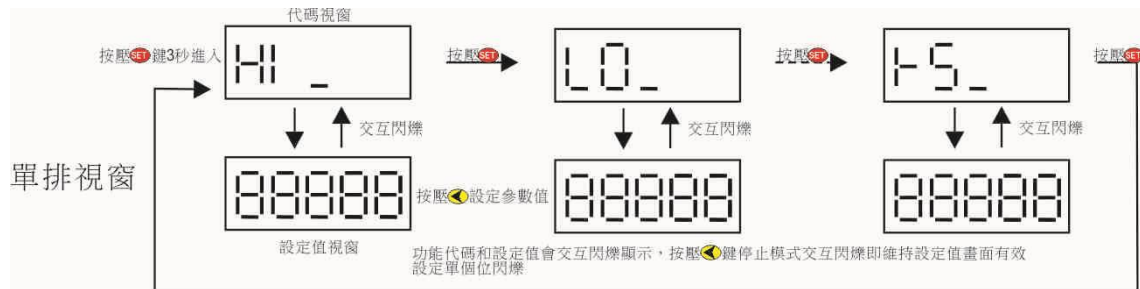 代碼視窗
按壓SET鍵3秒進入
HI _
按壓SET
LO_
按壓SET
rS_
按壓SET
交互閃爍
交互閃爍
交互閃爍
單排視窗
88888
按壓設定參數值
88888
88888
設定值視窗
功能代碼和設定值會交互閃爍顯示,按壓鍵停止模式交互閃爍即維持設定值畫面有效
設定單個位閃爍